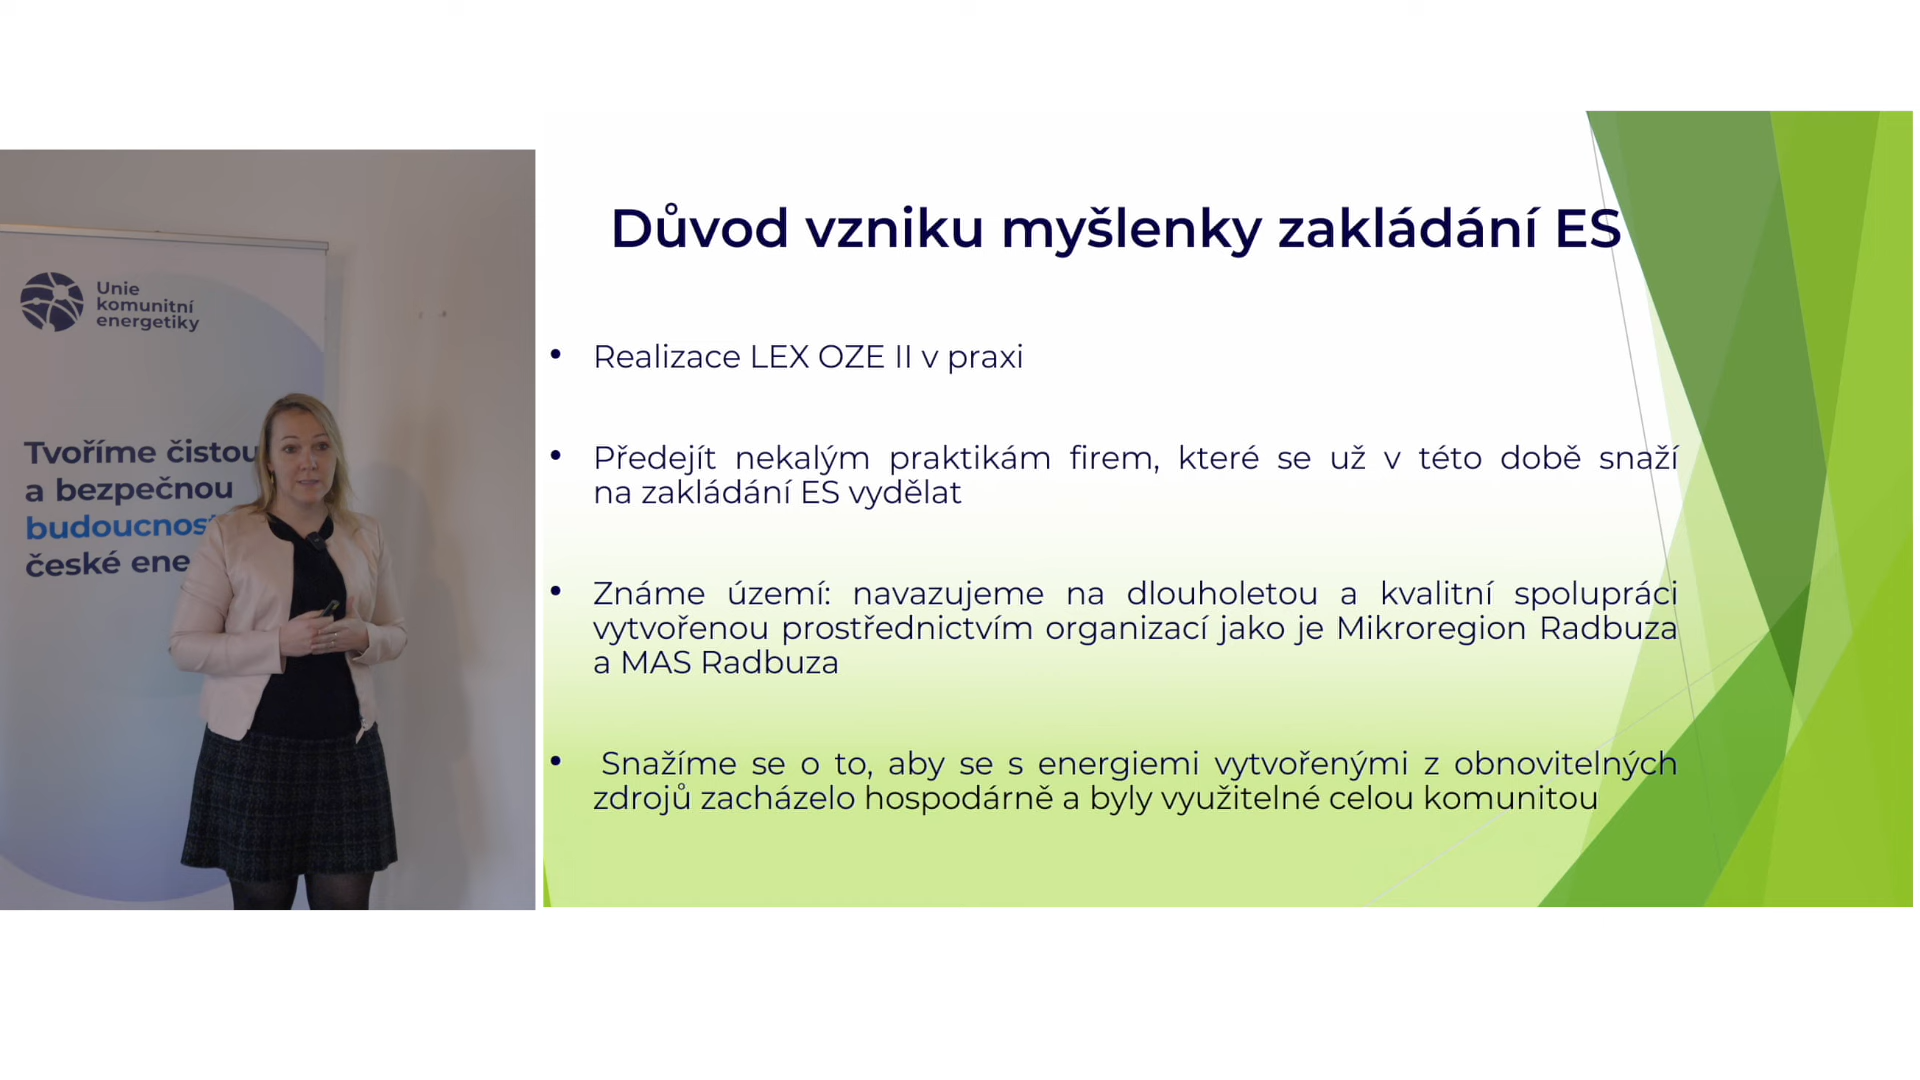 Unie
komunitní
energetiky
Tvoříme čistou
a bezpečnou
budoucnost
české ene
Důvod vzniku myšlenky zakládání ES
• Realizace LEX OZE II v praxi
• Předejít nekalým praktikám firem, které se už v této době snaží
na zakládání ES vydělat
• Známe území: navazujeme na dlouholetou a kvalitní spolupráci
vytvořenou prostřednictvím organizací jako je Mikroregion Radbuza
a MAS Radbuza
• Snažíme se o to, aby se s energiemi vytvořenými z obnovitelných
zdrojů zacházelo hospodárně a byly využitelné celou komunitou